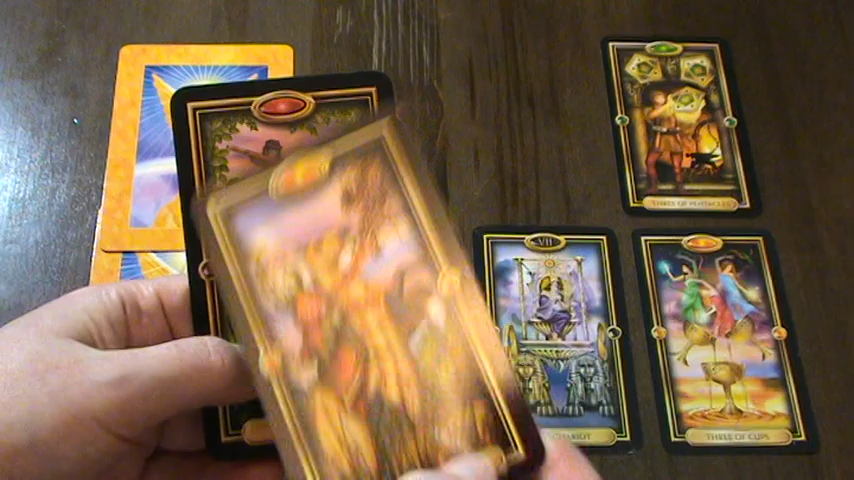 THREE OF PENTACLES
VII
CHARIOT
THREE OF CUPS